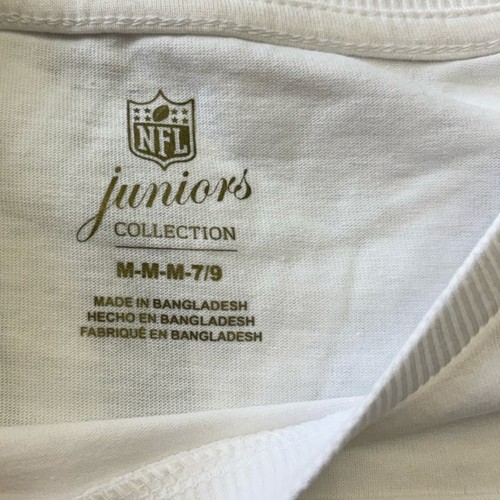 NFL
juniors
COLLECTION
M-M-M-7/9
MADE IN BANGLADESH
HECHO EN BANGLADESH
FABRIQUÉ EN BANGLADESH